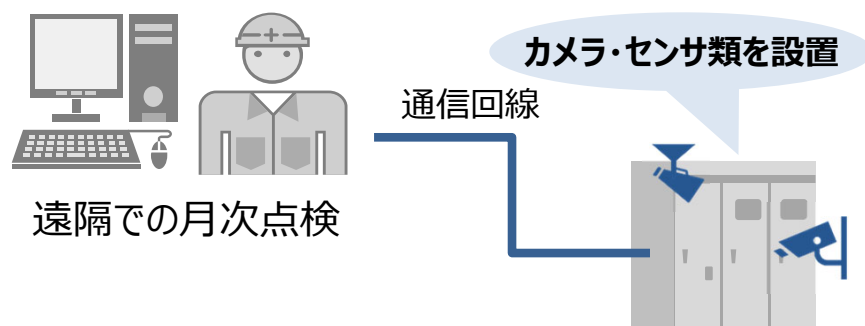 カメラ・センサ類を設置
通信回線
遠隔での月次点検